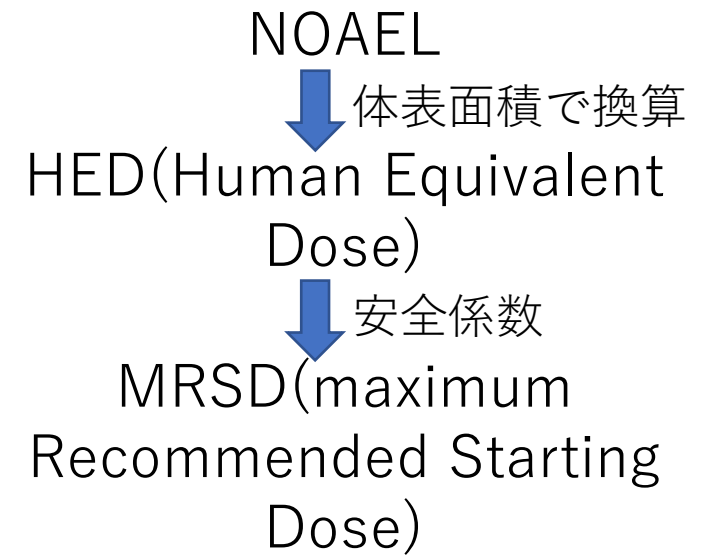 NOAEL
体表面積で換算
HED(Human Equivalent
Dose)
安全係数
MRSD(maximum
Recommended Starting
Dose)